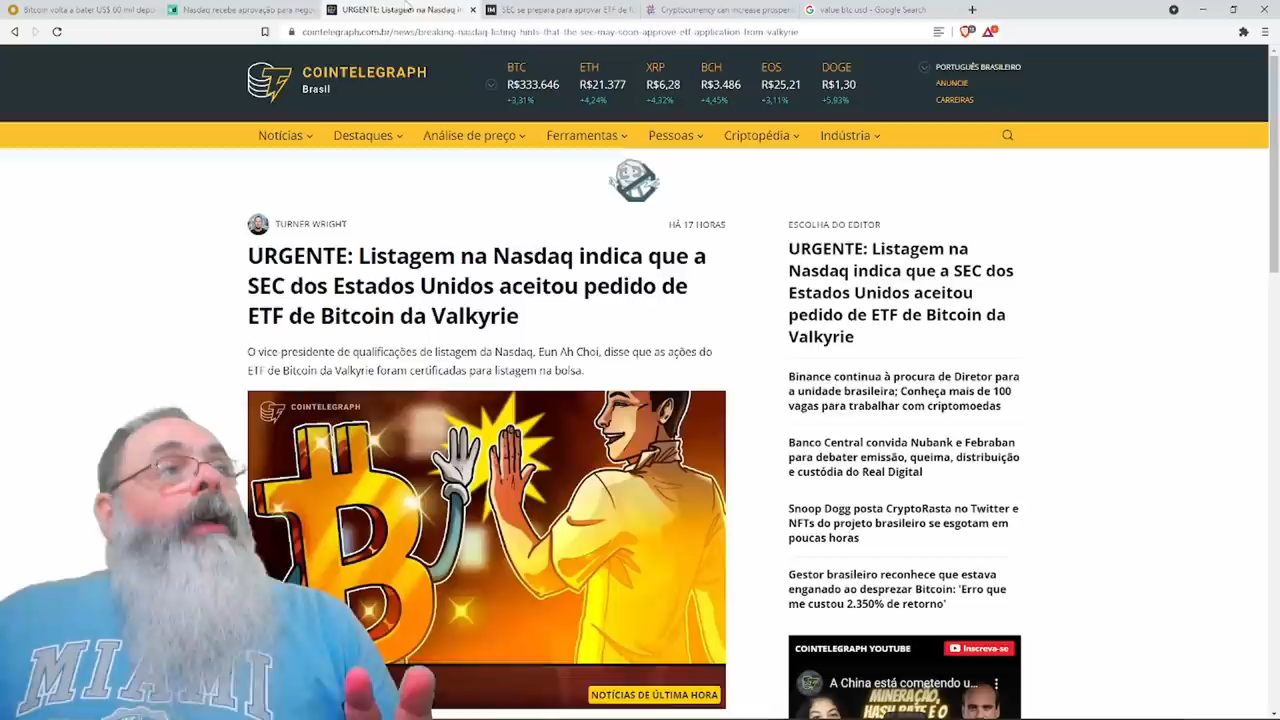 Bitcoin volta a bater US$ 60 mil depo
Nasdaq recebe aprovação para nego
URGENTE: Listagem na Nasdaq in
SEC se prepara para aprovar ETF de f
Cryptocurrency can increase prosper
value btc usd - Google Search
cointelegraph.com.br/news/breaking-nasdaq-listing-hints-that-the-sec-may-soon-approve-etf-application-from-valkyrie
COINTELEGRAPH
Brasil
BTC ETH XRP BCH EOS DOGE
R$333.646 R$21.377 R$6,28 R$3.486 R$25,21 R$1,30
+3,31% +4,24% +4,32% +4,45% +3,11% +5,93%
PORTUGUÊS BRASILEIRO
ANUNCIE
CARREIRAS
Notícias Destaques Análise de preço Ferramentas Pessoas Criptopédia Indústria
TURNER WRIGHT
HÁ 17 HORAS
URGENTE: Listagem na Nasdaq indica que a
SEC dos Estados Unidos aceitou pedido de
ETF de Bitcoin da Valkyrie
O vice presidente de qualificações de listagem da Nasdaq, Eun Ah Choi, disse que as ações do
ETF de Bitcoin da Valkyrie foram certificadas para listagem na bolsa.
COINTELEGRAPH
NOTÍCIAS DE ÚLTIMA HORA
ESCOLHA DO EDITOR
URGENTE: Listagem na
Nasdaq indica que a SEC dos
Estados Unidos aceitou
pedido de ETF de Bitcoin da
Valkyrie
Binance continua à procura de Diretor para
a unidade brasileira; Conheça mais de 100
vagas para trabalhar com criptomoedas
Banco Central convida Nubank e Febraban
para debater emissão, queima, distribuição
e custódia do Real Digital
Snoop Dogg posta CryptoRasta no Twitter e
NFTs do projeto brasileiro se esgotam em
poucas horas
Gestor brasileiro reconhece que estava
enganado ao desprezar Bitcoin: 'Erro que
me custou 2.350% de retorno'
COINTELEGRAPH YOUTUBE
Inscreva-se
A China está cometendo u...
MINERAÇÃO,
HASH RATE E O